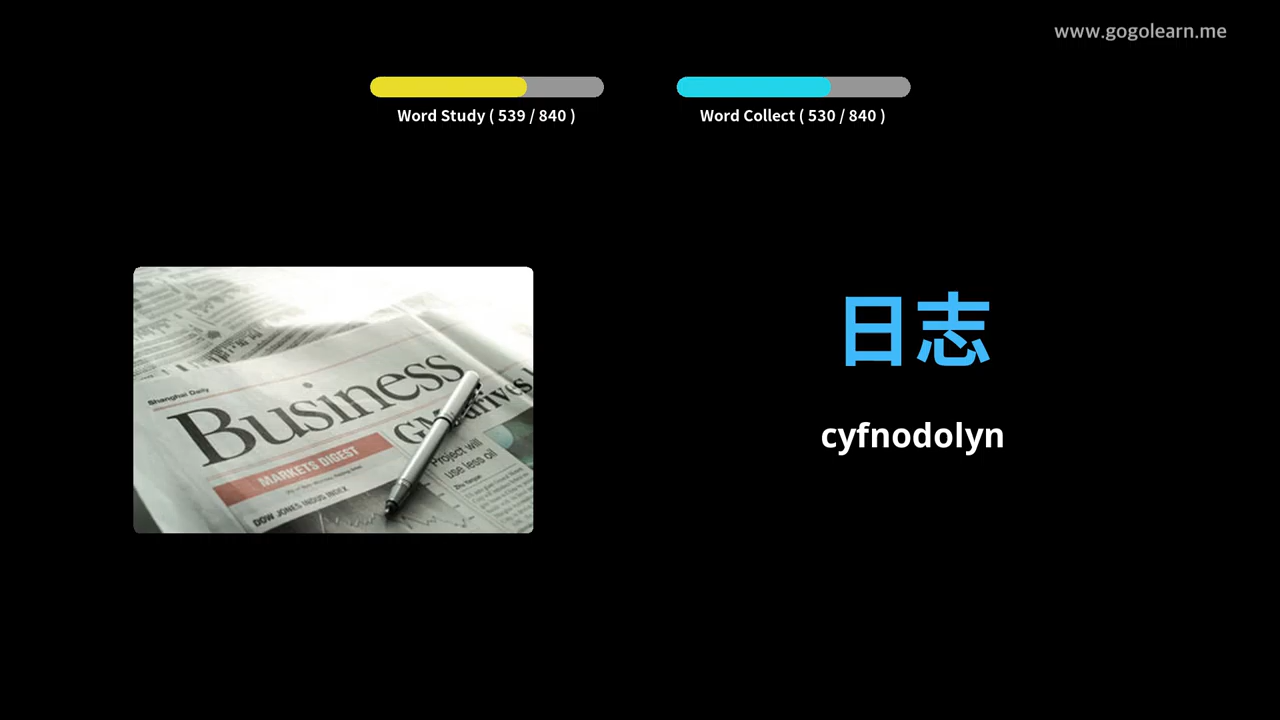 www.gogolearn.me
Word Study ( 539 / 840 )
Word Collect ( 530 / 840 )
Shanghai Daily
Business
GM
MARKETS DIGEST
DOW JONES INDUS INDEX
Project will
use less oil
日志
cyfnodolyn